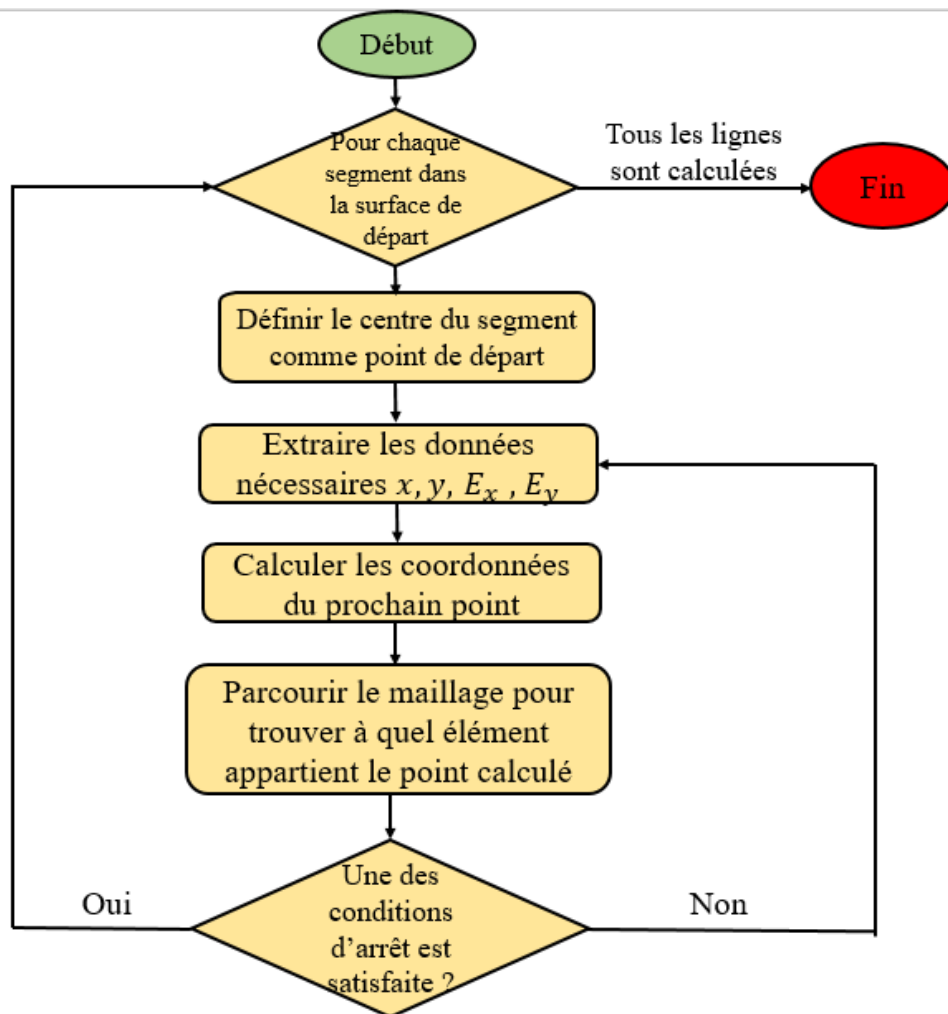 Début
Pour chaque
segment dans
la surface de
départ
Tous les lignes
sont calculées
Fin
Définir le centre du segment
comme point de départ
Extraire les données
nécessaires x, y, Eₓ , E_y
Calculer les coordonnées
du prochain point
Parcourir le maillage pour
trouver à quel élément
appartient le point calculé
Une des
conditions
d’arrêt est
satisfaite ?
Oui
Non